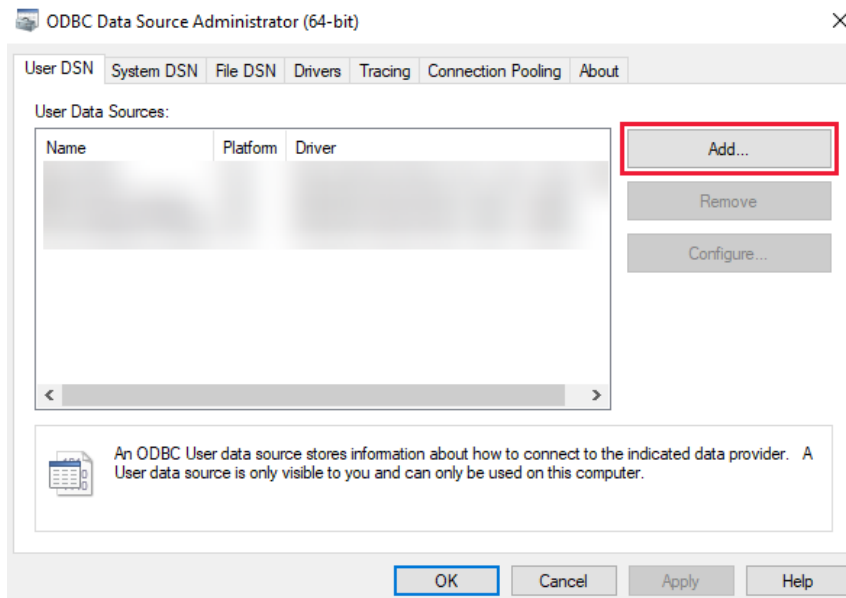 ODBC Data Source Administrator (64-bit)
User DSN System DSN File DSN Drivers Tracing Connection Pooling About
User Data Sources:
Name Platform Driver
Add...
Remove
Configure...
An ODBC User data source stores information about how to connect to the indicated data provider. A
User data source is only visible to you and can only be used on this computer.
OK Cancel Apply Help